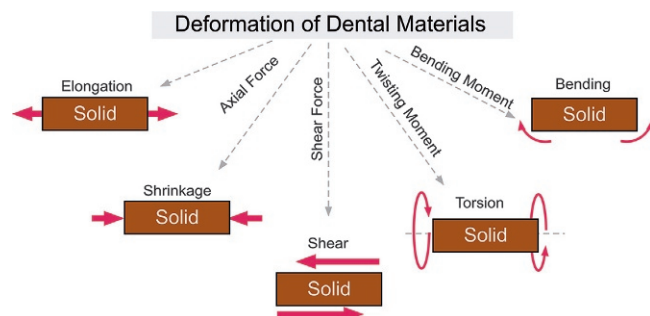 Deformation of Dental Materials
Elongation
Solid
Axial Force
Shear Force
Twisting Moment
Bending Moment
Bending
Solid
Shrinkage
Solid
Torsion
Solid
Shear
Solid